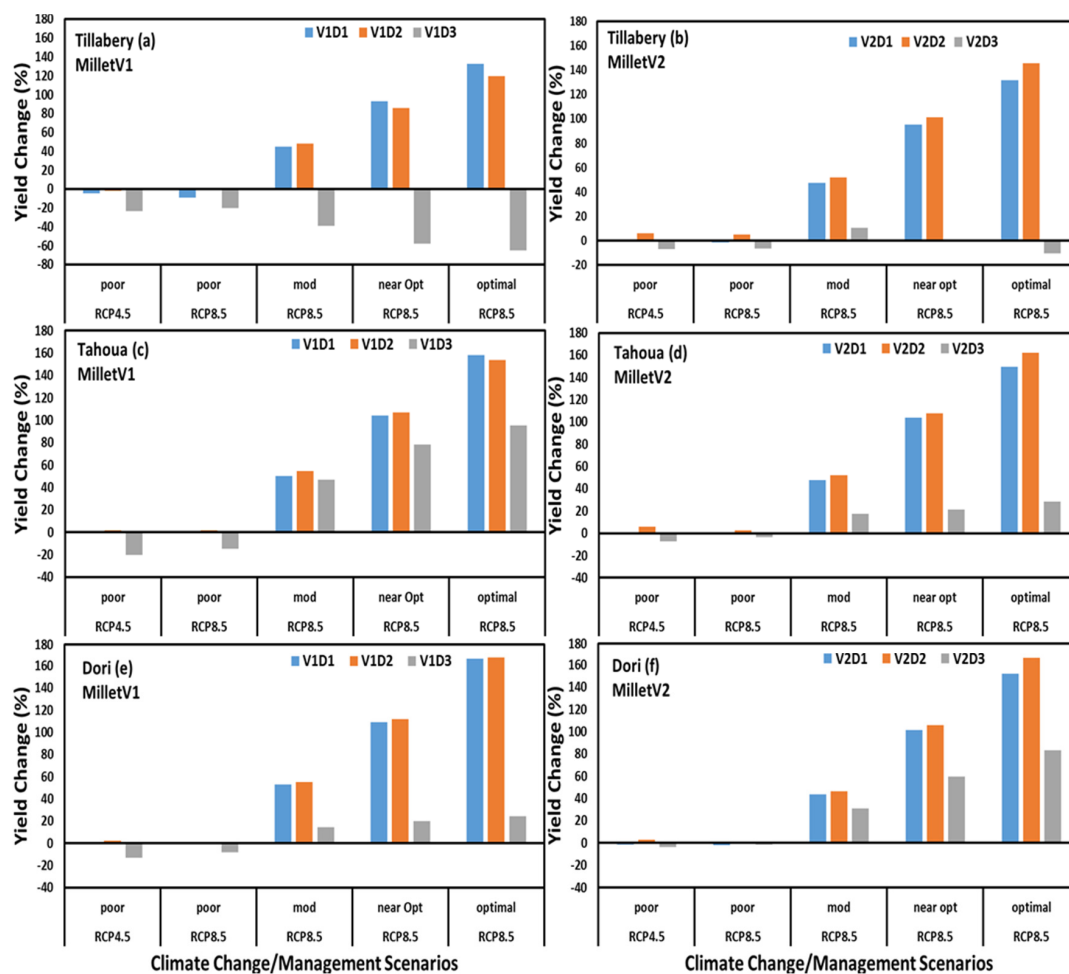 Tillabery (a)
MilletV1
V1D1 V1D2 V1D3
Yield Change (%)
180
160
140
120
100
80
60
40
20
0
-20
-40
-60
-80
poor poor mod near Opt optimal
RCP4.5 RCP8.5 RCP8.5 RCP8.5 RCP8.5
Tillabery (b)
MilletV2
V2D1 V2D2 V2D3
Yield Change (%)
180
160
140
120
100
80
60
40
20
0
-20
poor poor mod near opt optimal
RCP4.5 RCP8.5 RCP8.5 RCP8.5 RCP8.5
Tahoua (c)
MilletV1
V1D1 V1D2 V1D3
Yield Change (%)
180
160
140
120
100
80
60
40
20
0
-20
-40
poor poor mod near Opt optimal
RCP4.5 RCP8.5 RCP8.5 RCP8.5 RCP8.5
Tahoua (d)
MilletV2
V2D1 V2D2 V2D3
Yield Change (%)
180
160
140
120
100
80
60
40
20
0
-20
-40
poor poor mod near opt optimal
RCP4.5 RCP8.5 RCP8.5 RCP8.5 RCP8.5
Dori (e)
MilletV1
V1D1 V1D2 V1D3
Yield Change (%)
180
160
140
120
100
80
60
40
20
0
-20
-40
poor poor mod near Opt optimal
RCP4.5 RCP8.5 RCP8.5 RCP8.5 RCP8.5
Dori (f)
MilletV2
V2D1 V2D2 V2D3
Yield Change (%)
180
160
140
120
100
80
60
40
20
0
-20
-40
poor poor mod near opt optimal
RCP4.5 RCP8.5 RCP8.5 RCP8.5 RCP8.5
Climate Change/Management Scenarios
Climate Change/Management Scenarios